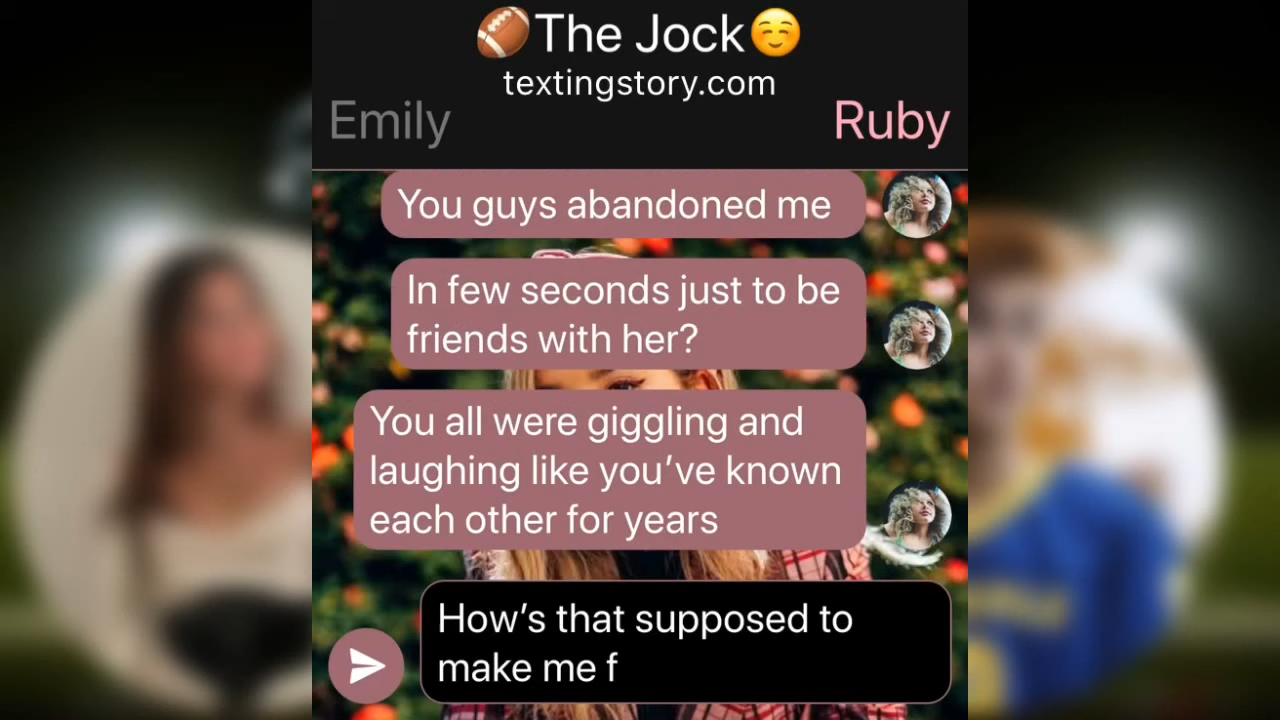 🏈The Jock☺️
textingstory.com
Emily
Ruby
You guys abandoned me
In few seconds just to be
friends with her?
You all were giggling and
laughing like you’ve known
each other for years
How’s that supposed to
make me f